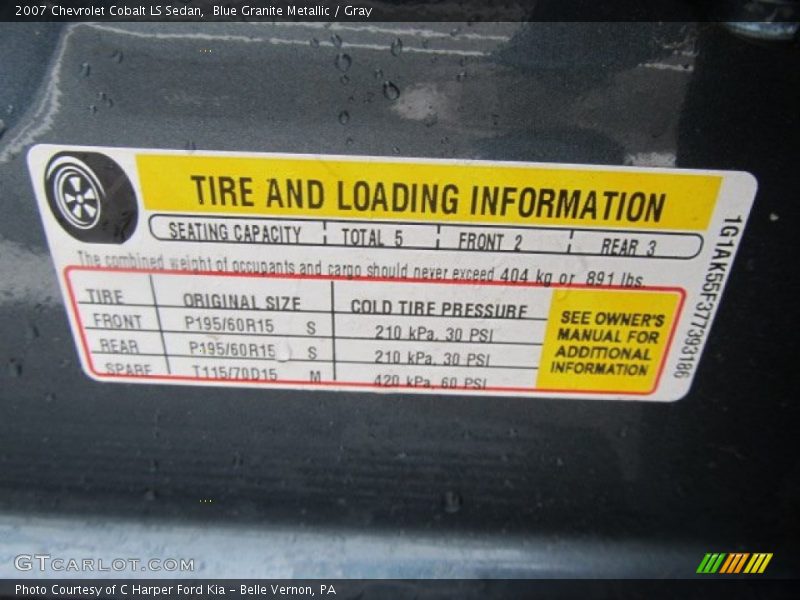 2007 Chevrolet Cobalt LS Sedan,  Blue Granite Metallic / Gray
TIRE AND LOADING INFORMATION
SEATING CAPACITY TOTAL 5 FRONT 2 REAR 3
The combined weight of occupants and cargo should never exceed 404 kg or 891 lbs.
TIRE ORIGINAL SIZE COLD TIRE PRESSURE
FRONT P195/60R15 S 210 kPa, 30 PSI
REAR P195/60R15 S 210 kPa, 30 PSI
SPARE T115/70D15 M 420 kPa, 60 PSI
SEE OWNER'S
MANUAL FOR
ADDITIONAL
INFORMATION
1G1AK55F377393186
GTCARLOT.COM
Photo Courtesy of C Harper Ford Kia – Belle Vernon, PA